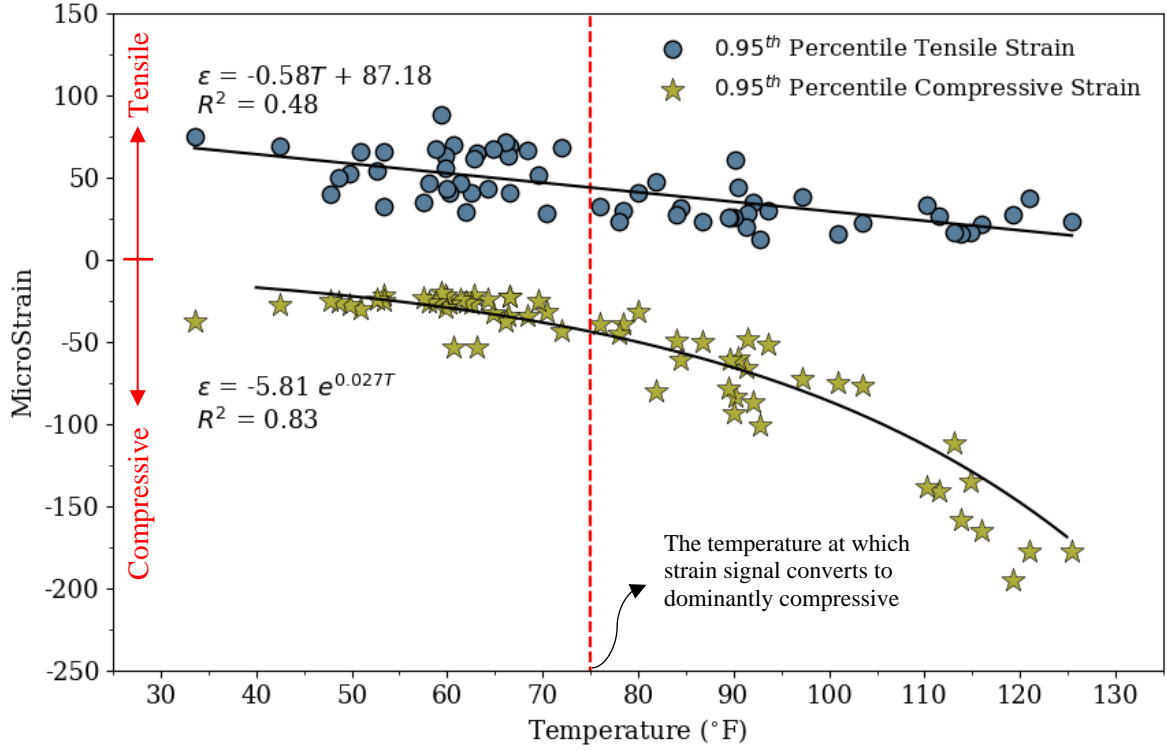 150
100
50
0
-50
-100
-150
-200
-250
MicroStrain
Tensile
Compressive
ε = -0.58T + 87.18
R² = 0.48
0.95ᵗʰ Percentile Tensile Strain
0.95ᵗʰ Percentile Compressive Strain
ε = -5.81 e⁰·⁰²⁷ᵀ
R² = 0.83
The temperature at which
strain signal converts to
dominantly compressive
30 40 50 60 70 80 90 100 110 120 130
Temperature (°F)